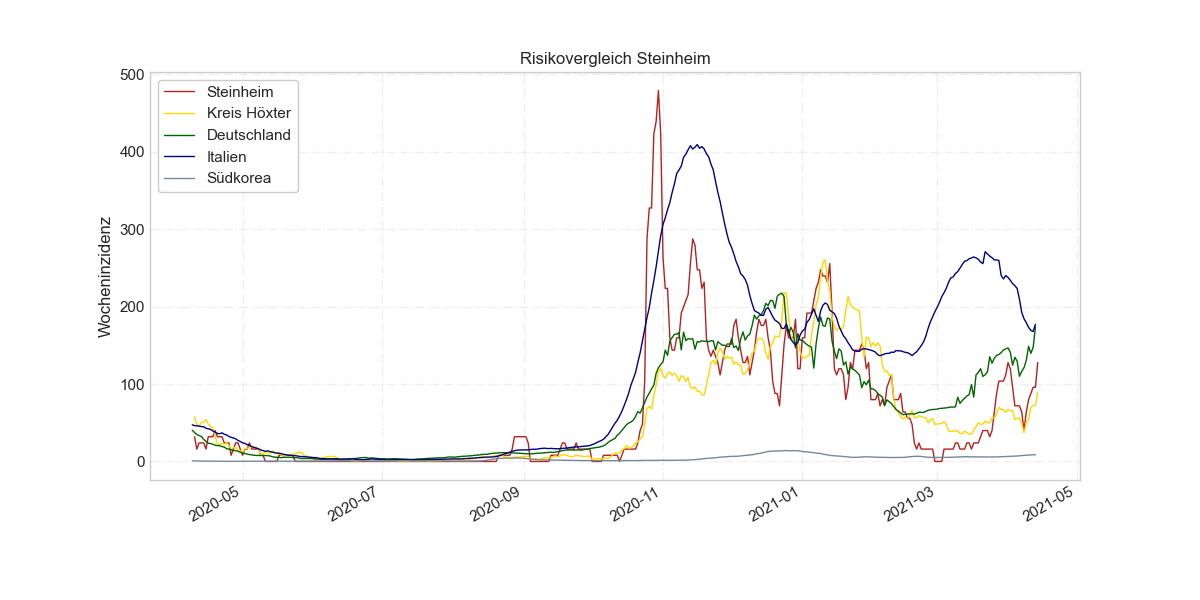 Risikovergleich Steinheim
Wocheninzidenz
500
400
300
200
100
0
Steinheim
Kreis Höxter
Deutschland
Italien
Südkorea
2020-05
2020-07
2020-09
2020-11
2021-01
2021-03
2021-05